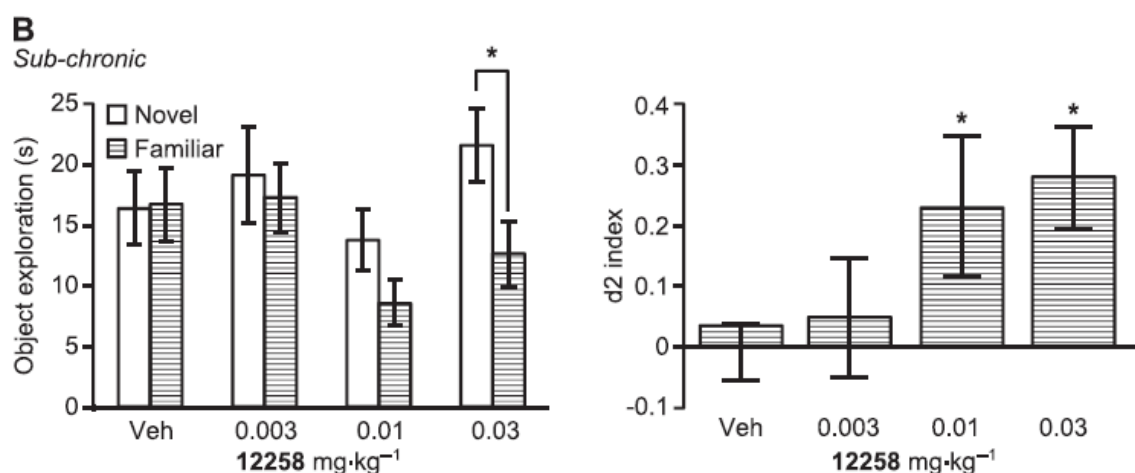 B
Sub-chronic
*
Novel
Familiar
Object exploration (s)
25
20
15
10
5
0
Veh 0.003 0.01 0.03
12258 mg·kg⁻¹
* *
d2 index
0.4
0.3
0.2
0.1
0
-0.1
Veh 0.003 0.01 0.03
12258 mg·kg⁻¹